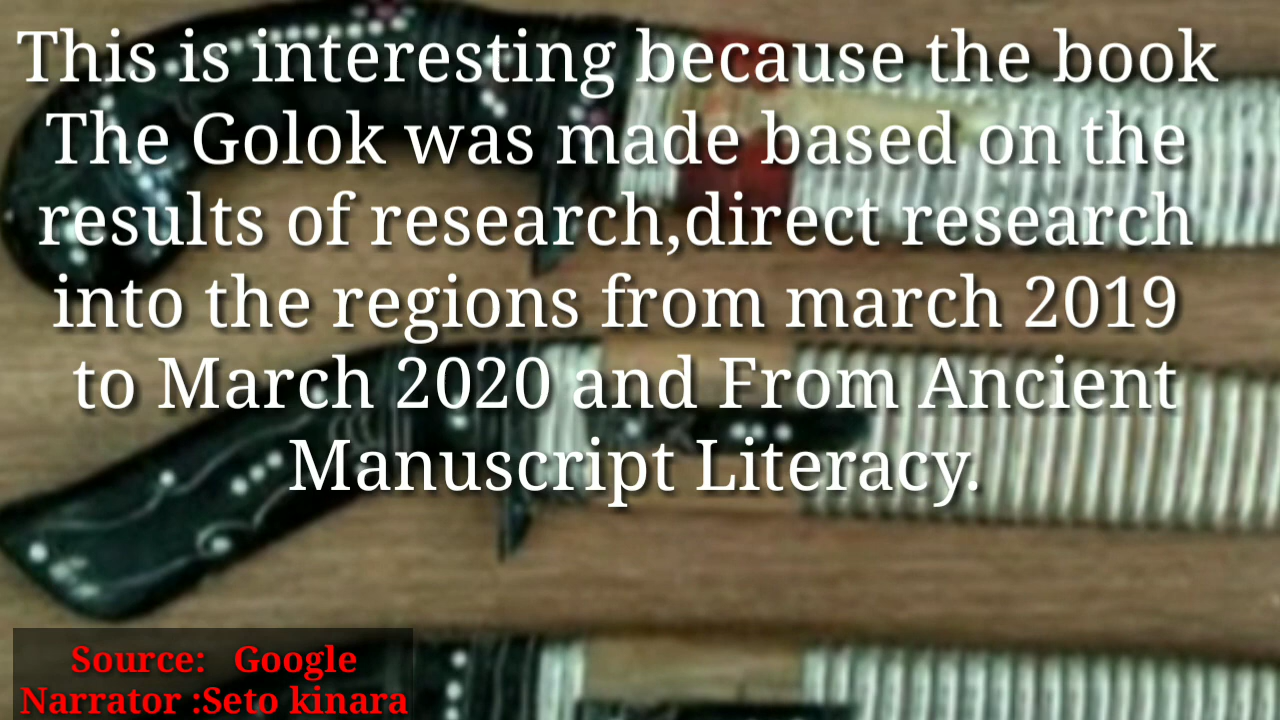 This is interesting because the book
The Golok was made based on the
results of research,direct research
into the regions from march 2019
to March 2020 and From Ancient
Manuscript Literacy.
Source: Google
Narrator :Seto kinara